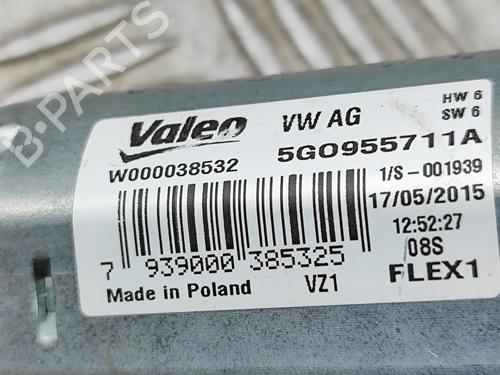 B-PARTS
Valeo VW AG HW 6
SW 6
W000038532 5G0955711A
1/S - 001939
17/05/2015
12:52:27
08S
7 939000 385325
Made in Poland VZ1 FLEX1